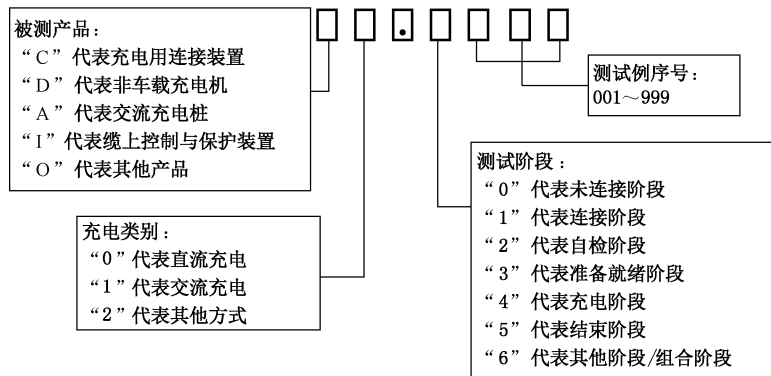 被测产品：
“C”代表充电用连接装置
“D”代表非车载充电机
“A”代表交流充电桩
“I”代表缆上控制与保护装置
“O”代表其他产品
.
测试例序号：
001～999
充电类别：
“0”代表直流充电
“1”代表交流充电
“2”代表其他方式
测试阶段：
“0”代表未连接阶段
“1”代表连接阶段
“2”代表自检阶段
“3”代表准备就绪阶段
“4”代表充电阶段
“5”代表结束阶段
“6”代表其他阶段/组合阶段